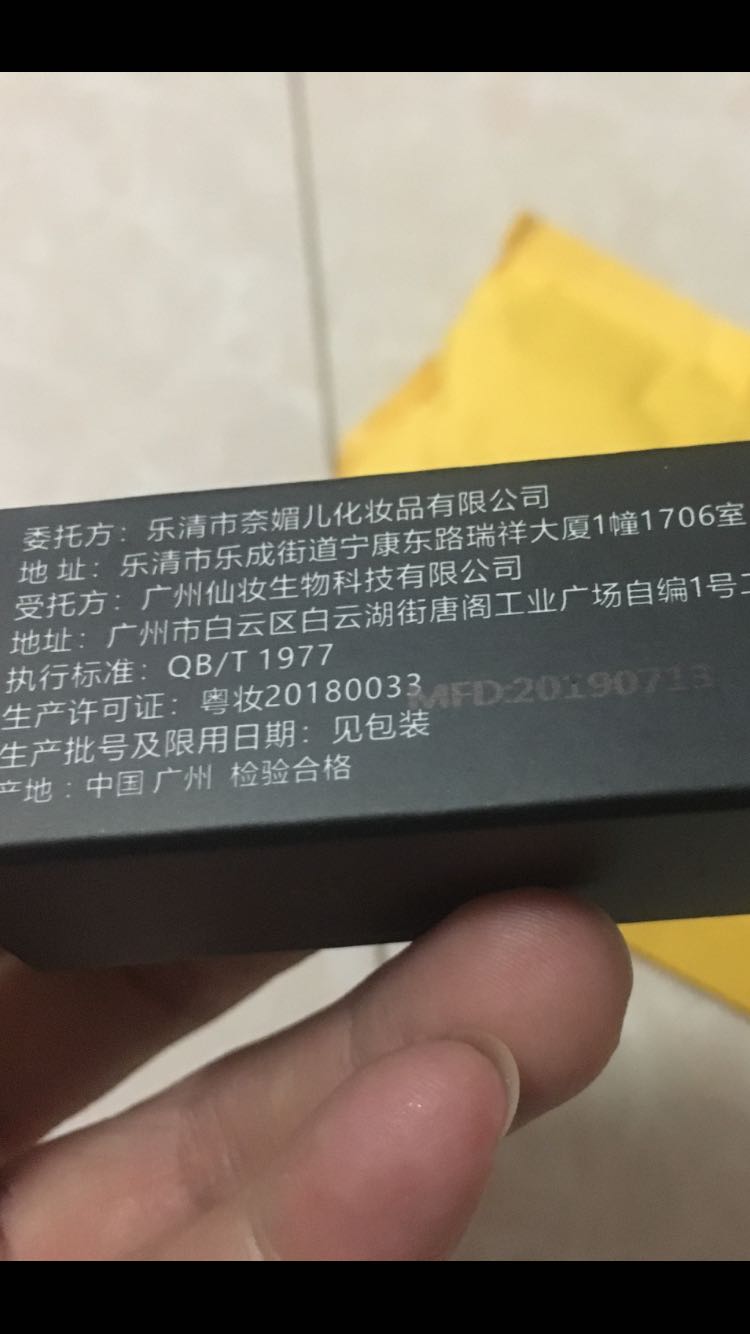 委托方：乐清市奈媚儿化妆品有限公司
地 址：乐清市乐成街道宁康东路瑞祥大厦1幢1706室
受托方：广州仙妆生物科技有限公司
地址：广州市白云区白云湖街唐阁工业广场自编1号
执行标准：QB/T 1977
生产许可证：粤妆20180033
MFD:20190713
生产批号及限用日期：见包装
产地：中国 广州 检验合格